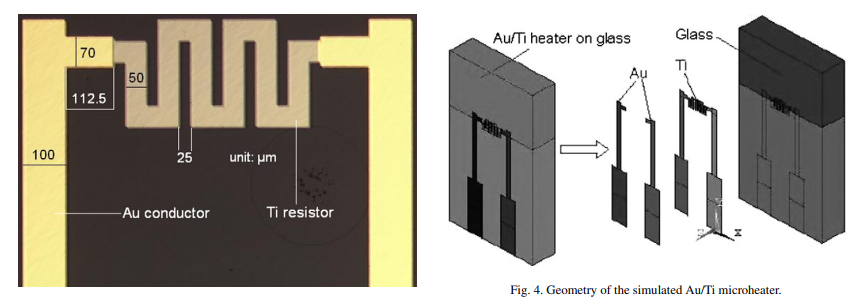 70
50
112.5
25
unit: μm
100
Au conductor
Ti resistor
Au/Ti heater on glass
Glass
Au
Ti
Z
X
Fig. 4. Geometry of the simulated Au/Ti microheater.